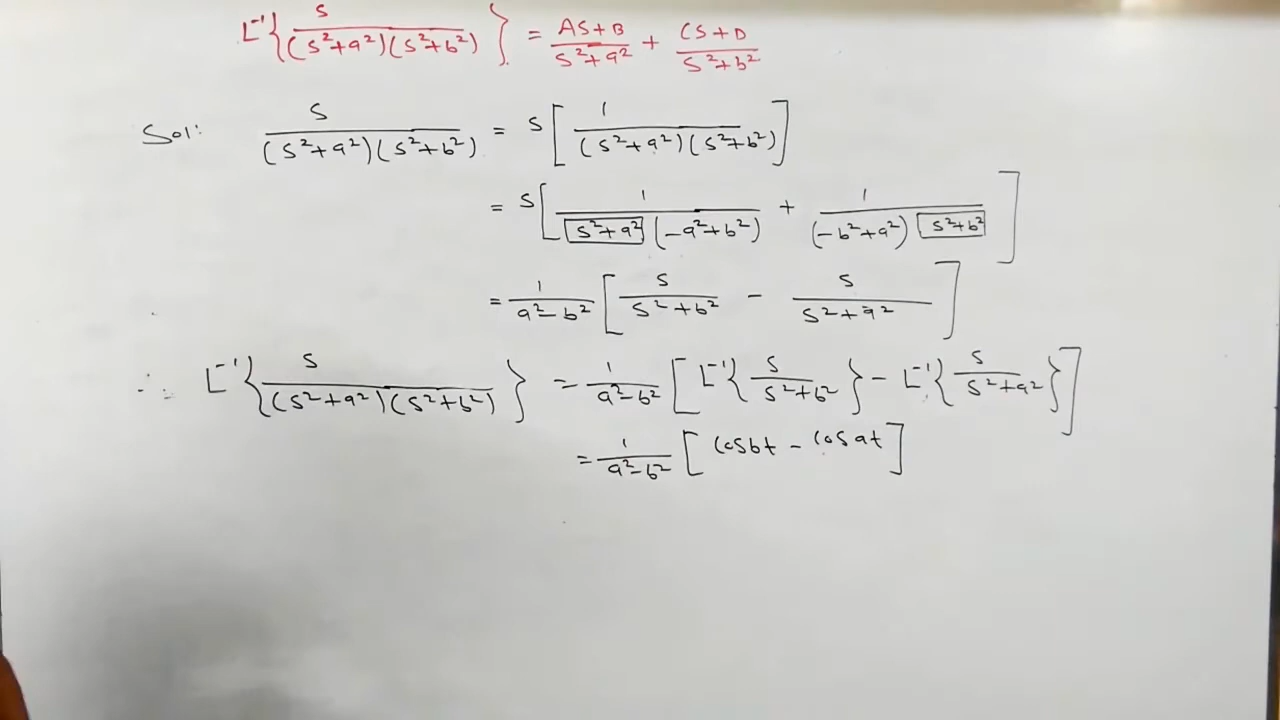 L⁻¹{ s / (s²+a²)(s²+b²) } = As+B / s²+a² + Cs+D / s²+b²
Sol: s / (s²+a²)(s²+b²) = s[ 1 / (s²+a²)(s²+b²) ]
= s[ 1 / s²+a² (-a²+b²) + 1 / (-b²+a²) s²+b² ]
= 1 / a²-b² [ s / s²+b² - s / s²+a² ]
∴ L⁻¹{ s / (s²+a²)(s²+b²) } = 1 / a²-b² [ L⁻¹{ s / s²+b² } - L⁻¹{ s / s²+a² } ]
= 1 / a²-b² [ cosbt - cosat ]